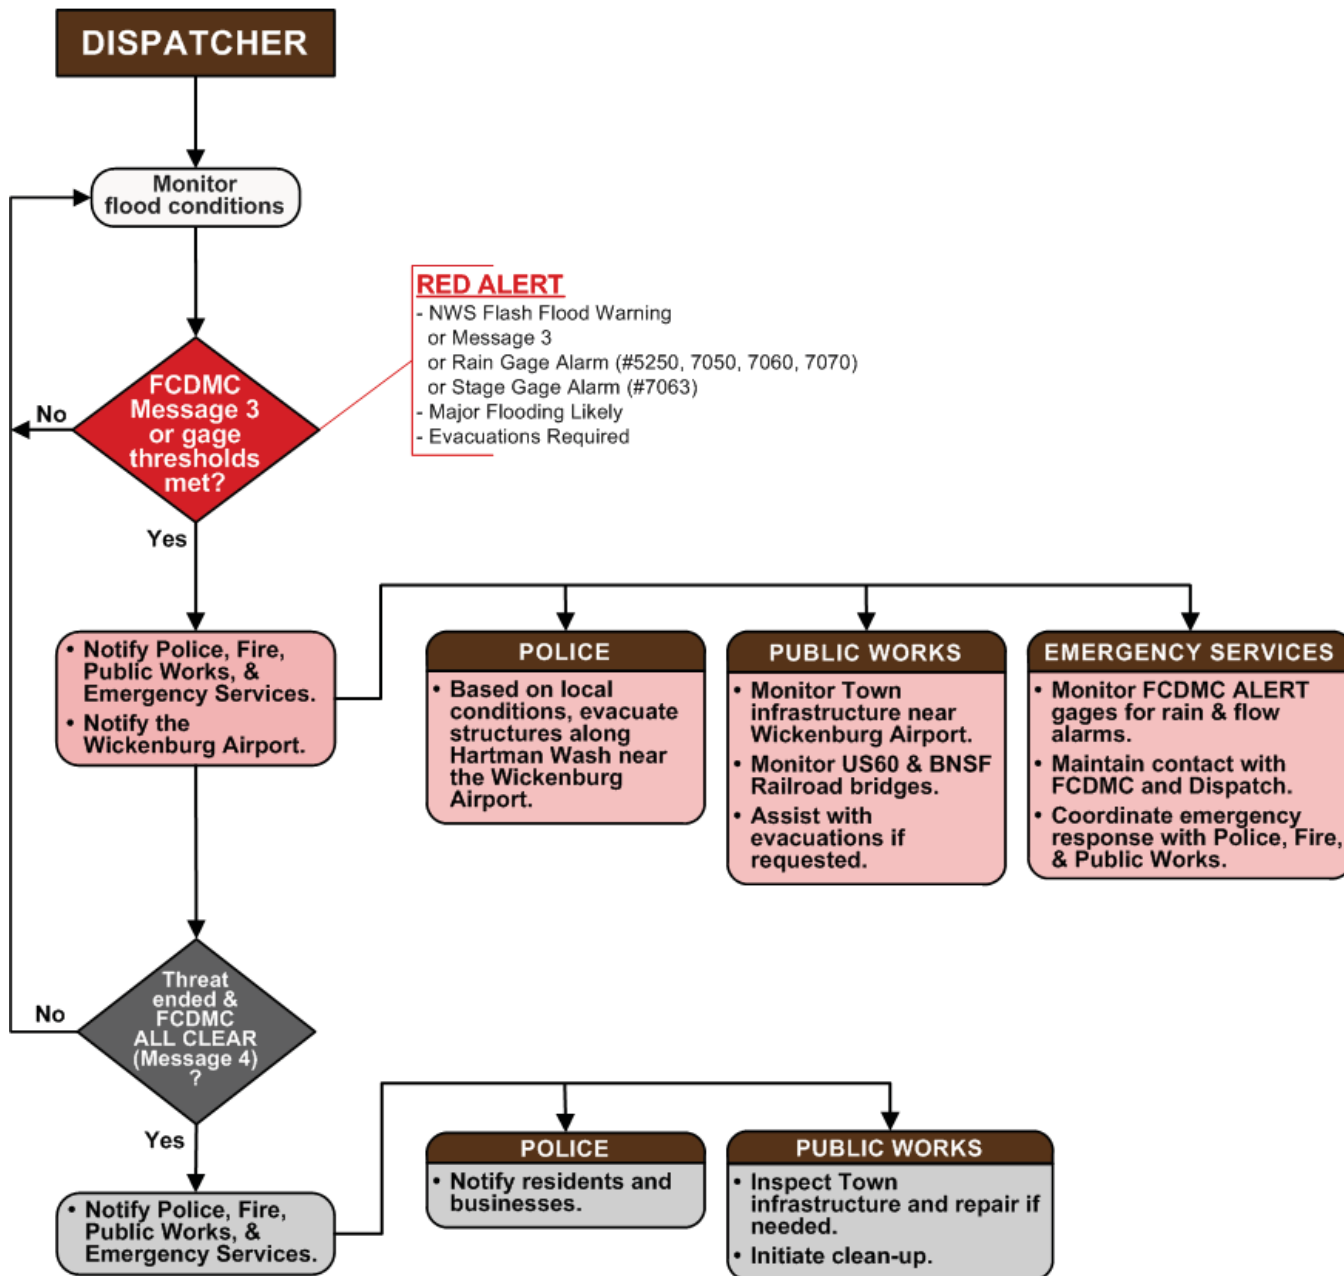 DISPATCHER
Monitor
flood conditions
RED ALERT
- NWS Flash Flood Warning
or Message 3
or Rain Gage Alarm (#5250, 7050, 7060, 7070)
or Stage Gage Alarm (#7063)
- Major Flooding Likely
- Evacuations Required
FCDMC
Message 3
or gage
thresholds
met?
No
Yes
• Notify Police, Fire,
Public Works, &
Emergency Services.
• Notify the
Wickenburg Airport.
POLICE
• Based on local
conditions, evacuate
structures along
Hartman Wash near
the Wickenburg
Airport.
PUBLIC WORKS
• Monitor Town
infrastructure near
Wickenburg Airport.
• Monitor US60 & BNSF
Railroad bridges.
• Assist with
evacuations if
requested.
EMERGENCY SERVICES
• Monitor FCDMC ALERT
gages for rain & flow
alarms.
• Maintain contact with
FCDMC and Dispatch.
• Coordinate emergency
response with Police, Fire,
& Public Works.
Threat
ended &
FCDMC
ALL CLEAR
(Message 4)
?
No
Yes
• Notify Police, Fire,
Public Works, &
Emergency Services.
POLICE
• Notify residents and
businesses.
PUBLIC WORKS
• Inspect Town
infrastructure and repair if
needed.
• Initiate clean-up.